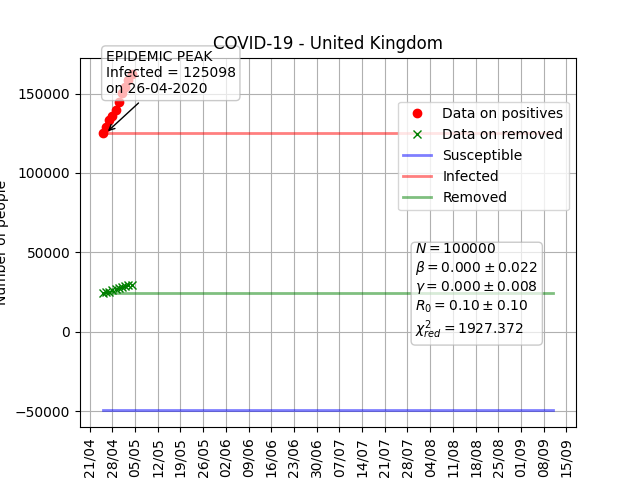 COVID-19 - United Kingdom
EPIDEMIC PEAK
Infected = 125098
on 26-04-2020
Number of people
150000
100000
50000
0
−50000
Data on positives
Data on removed
Susceptible
Infected
Removed
N = 100000
β = 0.000 ± 0.022
γ = 0.000 ± 0.008
R₀ = 0.10 ± 0.10
χ²_red = 1927.372
21/04
28/04
05/05
12/05
19/05
26/05
02/06
09/06
16/06
23/06
30/06
07/07
14/07
21/07
28/07
04/08
11/08
18/08
25/08
01/09
08/09
15/09